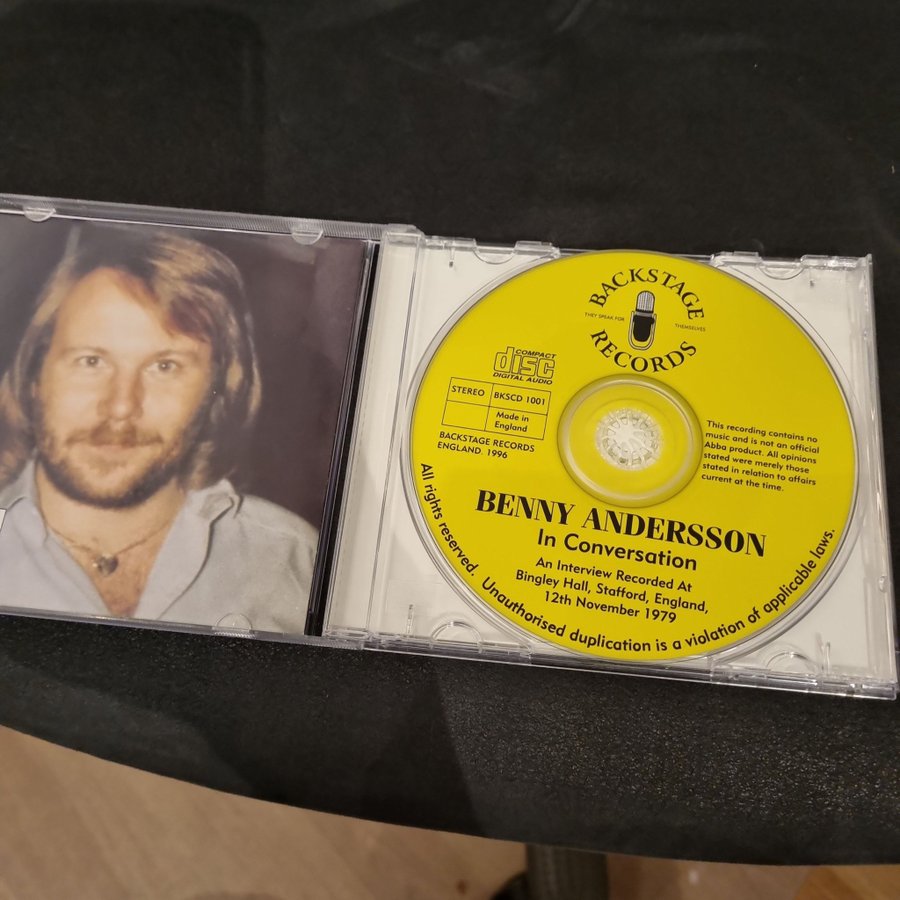 BACKSTAGE
THEY SPEAK FOR THEMSELVES
RECORDS
COMPACT
disc
DIGITAL AUDIO
STEREO BKSCD 1001
Made in
England
BACKSTAGE RECORDS
ENGLAND. 1996
This recording contains no
music and is not an official
Abba product. All opinions
stated were merely those
stated in relation to affairs
current at the time.
BENNY ANDERSSON
In Conversation
An Interview Recorded At
Bingley Hall, Stafford, England,
12th November 1979
All rights reserved. Unauthorised duplication is a violation of applicable laws.